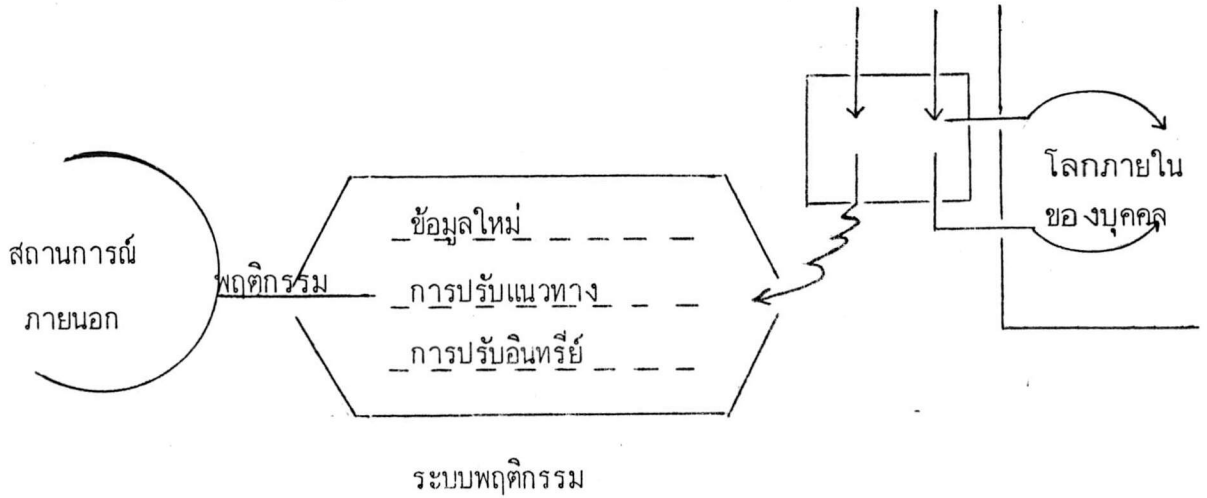 โลกภายใน
ของบุคคล
สถานการณ์
ภายนอก
พฤติกรรม
ข้อมูลใหม่
การปรับแนวทาง
การปรับอินทรีย์
ระบบพฤติกรรม